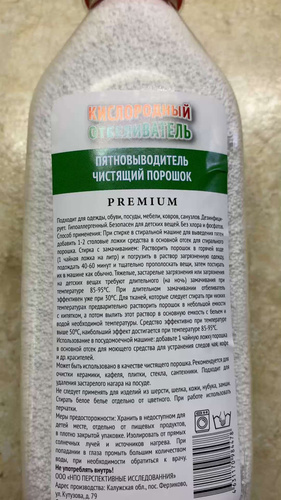 КИСЛОРОДНЫЙ
ОТБЕЛИВАТЕЛЬ
ПЯТНОВЫВОДИТЕЛЬ
ЧИСТЯЩИЙ ПОРОШОК
PREMIUM
Подходит для одежды, обуви, посуды, мебели, ковров, санузлов. Дезинфици-
рует. Гипоаллергенный. Безопасен для детских вещей. Без хлора и фосфатов.
Способ применения: При стирке в стиральной машине для выведения пятен
добавить 1-2 столовые ложки средства в основной отсек для стирального
порошка. Стирка с замачиванием: Растворить порошок в горячей воде
(1 чайная ложка на литр) и погрузить в раствор загрязненную одежду,
подождать 40-60 минут и тщательно прополоскать вещь, затем постирать
их в машине как обычно. Тяжелые, застарелые загрязнения или загрязнения
на детских вещах требуют длительного (на ночь) замачивания при
температуре 85-95°С. При дальнейшем замачивании отбеливание
эффективно уже при 30°С. Для тканей, которые следует стирать при низких
температурах предварительно растворить порошок в небольшой емкости
с кипятком, а потом вылить этот раствор в основную емкость с бельем и
водой необходимой температуры. Средство эффективно при температуре
выше 50°С, наибольший эффект достигается при температуре 85-95°С.
Использование в посудомоечной машине: добавьте 1 чайную ложку порошка
в основной отсек для моющего средства для устранения следов чая, кофе
и др. красителей.
Может быть использовано в качестве чистящего порошка. Рекомендуется для
очистки керамики, кафеля, плитки, стекла, сантехники. Подходит для
удаления застарелого нагара на посуде.
Не следует применять для изделий из шерсти, шелка, кожи, нубука, замши.
Стирать белое белье отдельно от цветного. При работе использовать
перчатки.
Меры предосторожности: Хранить в недоступном для
детей месте, отдельно от пищевых продуктов,
в плотно закрытой упаковке. Изолировать от прямых
солнечных лучей и источников нагрева. При
попадании в глаза промыть большим количеством
воды, при необходимости обратиться к врачу.
Не употреблять внутрь!
ООО «НПО ПЕРСПЕКТИВНЫЕ ИССЛЕДОВАНИЯ»
Адрес производства: Калужская обл., пос. Ферзиково,
ул. Кутузова, д. 79